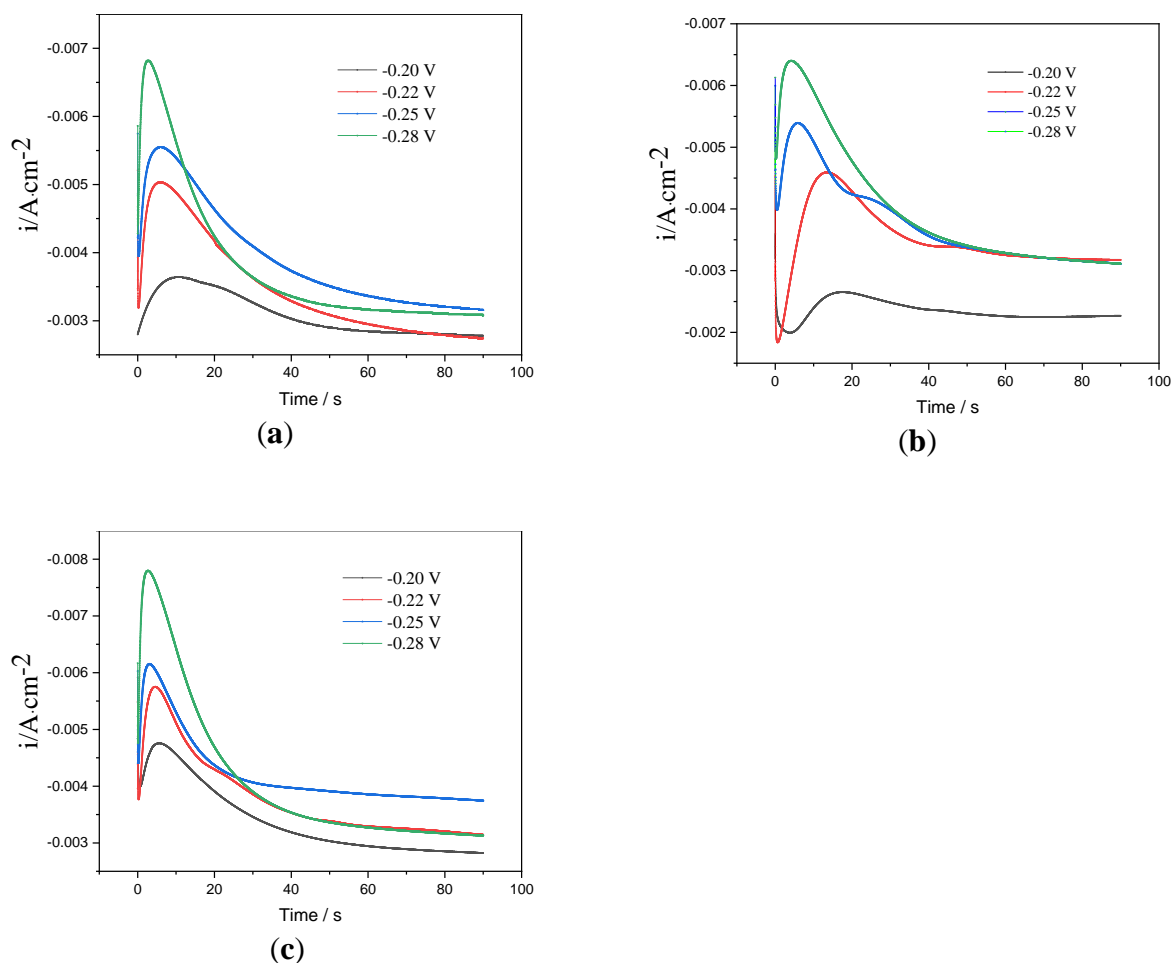 -0.007
-0.006
-0.005
-0.004
-0.003
i/A·cm-2
-0.20 V
-0.22 V
-0.25 V
-0.28 V
0
20
40
60
80
100
Time / s
(a)
-0.007
-0.006
-0.005
-0.004
-0.003
-0.002
i/A·cm-2
-0.20 V
-0.22 V
-0.25 V
-0.28 V
0
20
40
60
80
100
Time / s
(b)
-0.008
-0.007
-0.006
-0.005
-0.004
-0.003
i/A·cm-2
-0.20 V
-0.22 V
-0.25 V
-0.28 V
0
20
40
60
80
100
Time / s
(c)